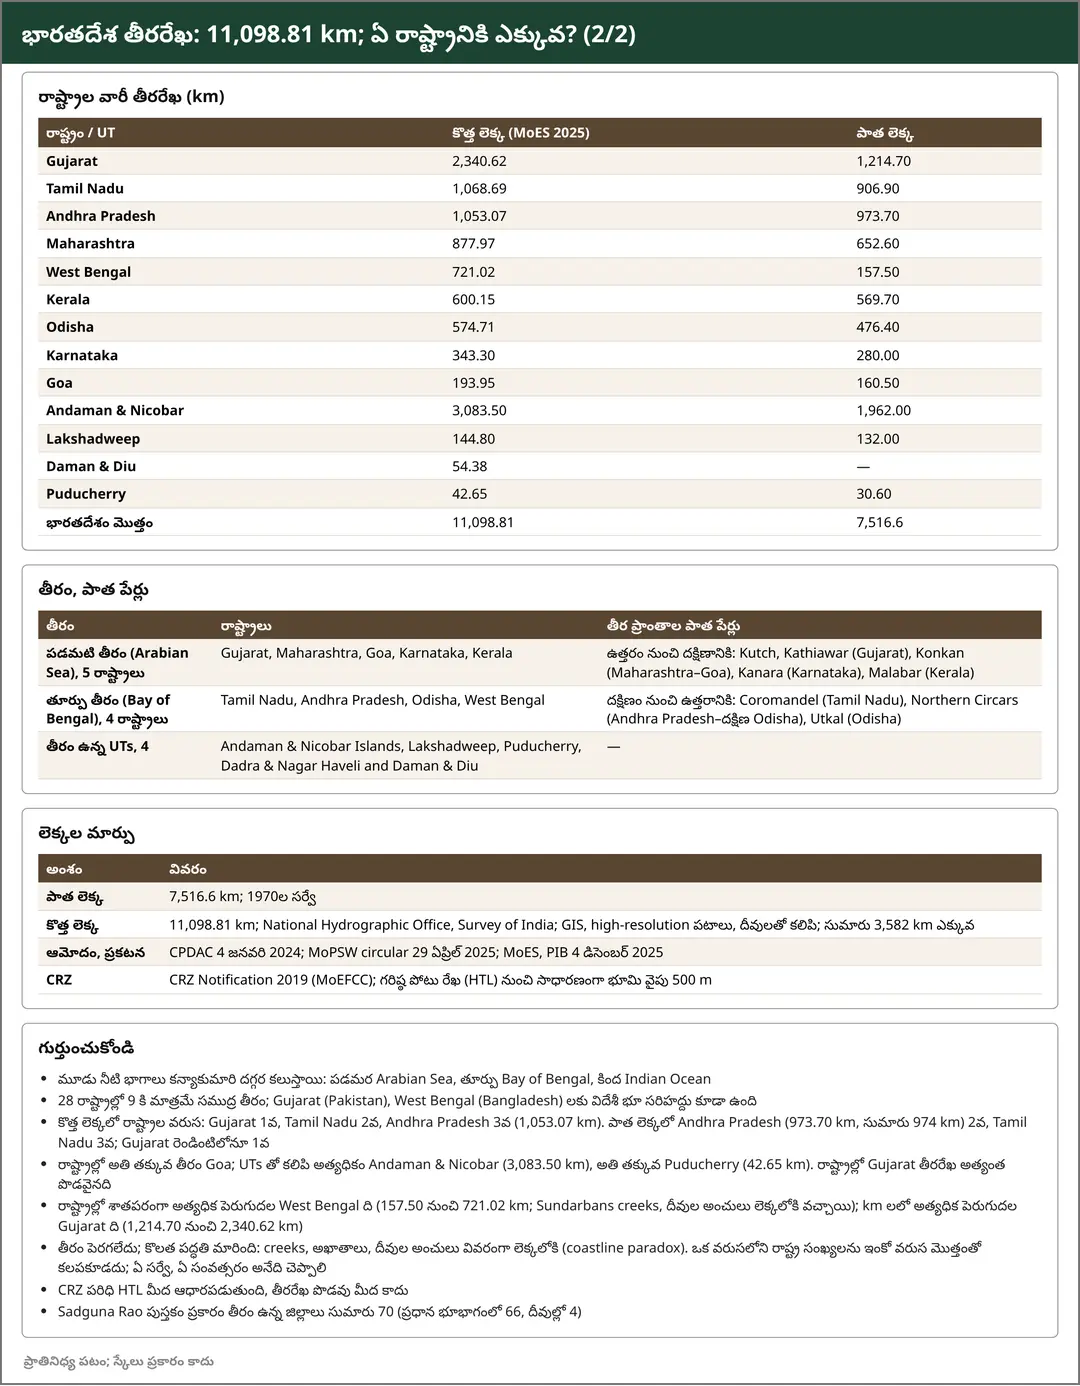 భారతదేశ తీరరేఖ: 11,098.81 km; ఏ రాష్ట్రానికి ఎక్కువ? (2/2)
రాష్ట్రాల వారీ తీరరేఖ (km)
రాష్ట్రం / UT కొత్త లెక్క (MoES 2025) పాత లెక్క
Gujarat 2,340.62 1,214.70
Tamil Nadu 1,068.69 906.90
Andhra Pradesh 1,053.07 973.70
Maharashtra 877.97 652.60
West Bengal 721.02 157.50
Kerala 600.15 569.70
Odisha 574.71 476.40
Karnataka 343.30 280.00
Goa 193.95 160.50
Andaman & Nicobar 3,083.50 1,962.00
Lakshadweep 144.80 132.00
Daman & Diu 54.38 —
Puducherry 42.65 30.60
భారతదేశం మొత్తం 11,098.81 7,516.6
తీరం, పాత పేర్లు
తీరం రాష్ట్రాలు తీర ప్రాంతాల పాత పేర్లు
పడమటి తీరం (Arabian Gujarat, Maharashtra, Goa, Karnataka, Kerala ఉత్తరం నుంచి దక్షిణానికి: Kutch, Kathiawar (Gujarat), Konkan
Sea), 5 రాష్ట్రాలు (Maharashtra–Goa), Kanara (Karnataka), Malabar (Kerala)
తూర్పు తీరం (Bay of Tamil Nadu, Andhra Pradesh, Odisha, West Bengal దక్షిణం నుంచి ఉత్తరానికి: Coromandel (Tamil Nadu), Northern Circars
Bengal), 4 రాష్ట్రాలు (Andhra Pradesh–దక్షిణ Odisha), Utkal (Odisha)
తీరం ఉన్న UTs, 4 Andaman & Nicobar Islands, Lakshadweep, Puducherry, —
Dadra & Nagar Haveli and Daman & Diu
లెక్కల మార్పు
అంశం వివరం
పాత లెక్క 7,516.6 km; 1970ల సర్వే
కొత్త లెక్క 11,098.81 km; National Hydrographic Office, Survey of India; GIS, high-resolution పటాలు, దీవులతో కలిపి; సుమారు 3,582 km ఎక్కువ
ఆమోదం, ప్రకటన CPDAC 4 జనవరి 2024; MoPSW circular 29 ఏప్రిల్ 2025; MoES, PIB 4 డిసెంబర్ 2025
CRZ CRZ Notification 2019 (MoEFCC); గరిష్ఠ పోటు రేఖ (HTL) నుంచి సాధారణంగా భూమి వైపు 500 m
గుర్తుంచుకోండి
• మూడు నీటి భాగాలు కన్యాకుమారి దగ్గర కలుస్తాయి: పడమర Arabian Sea, తూర్పు Bay of Bengal, కింద Indian Ocean
• 28 రాష్ట్రాల్లో 9 కి మాత్రమే సముద్ర తీరం; Gujarat (Pakistan), West Bengal (Bangladesh) లకు విదేశీ భూ సరిహద్దు కూడా ఉంది
• కొత్త లెక్కలో రాష్ట్రాల వరుస: Gujarat 1వ, Tamil Nadu 2వ, Andhra Pradesh 3వ (1,053.07 km). పాత లెక్కలో Andhra Pradesh (973.70 km, సుమారు 974 km) 2వ, Tamil
Nadu 3వ; Gujarat రెండింటిలోనూ 1వ
• రాష్ట్రాల్లో అతి తక్కువ తీరం Goa; UTs తో కలిపి అత్యధికం Andaman & Nicobar (3,083.50 km), అతి తక్కువ Puducherry (42.65 km). రాష్ట్రాల్లో Gujarat తీరరేఖ అత్యంత
పొడవైనది
• రాష్ట్రాల్లో శాతపరంగా అత్యధిక పెరుగుదల West Bengal ది (157.50 నుంచి 721.02 km; Sundarbans creeks, దీవుల అంచులు లెక్కలోకి వచ్చాయి); km లలో అత్యధిక పెరుగుదల
Gujarat ది (1,214.70 నుంచి 2,340.62 km)
• తీరం పెరగలేదు; కొలత పద్ధతి మారింది: creeks, అఖాతాలు, దీవుల అంచులు వివరంగా లెక్కలోకి (coastline paradox). ఒక వరుసలోని రాష్ట్ర సంఖ్యలను ఇంకో వరుస మొత్తంతో
కలపకూడదు; ఏ సర్వే, ఏ సంవత్సరం అనేది చెప్పాలి
• CRZ పరిధి HTL మీద ఆధారపడుతుంది, తీరరేఖ పొడవు మీద కాదు
• Sadguna Rao పుస్తకం ప్రకారం తీరం ఉన్న జిల్లాలు సుమారు 70 (ప్రధాన భూభాగంలో 66, దీవుల్లో 4)
ప్రాతినిధ్య పటం; స్కేలు ప్రకారం కాదు